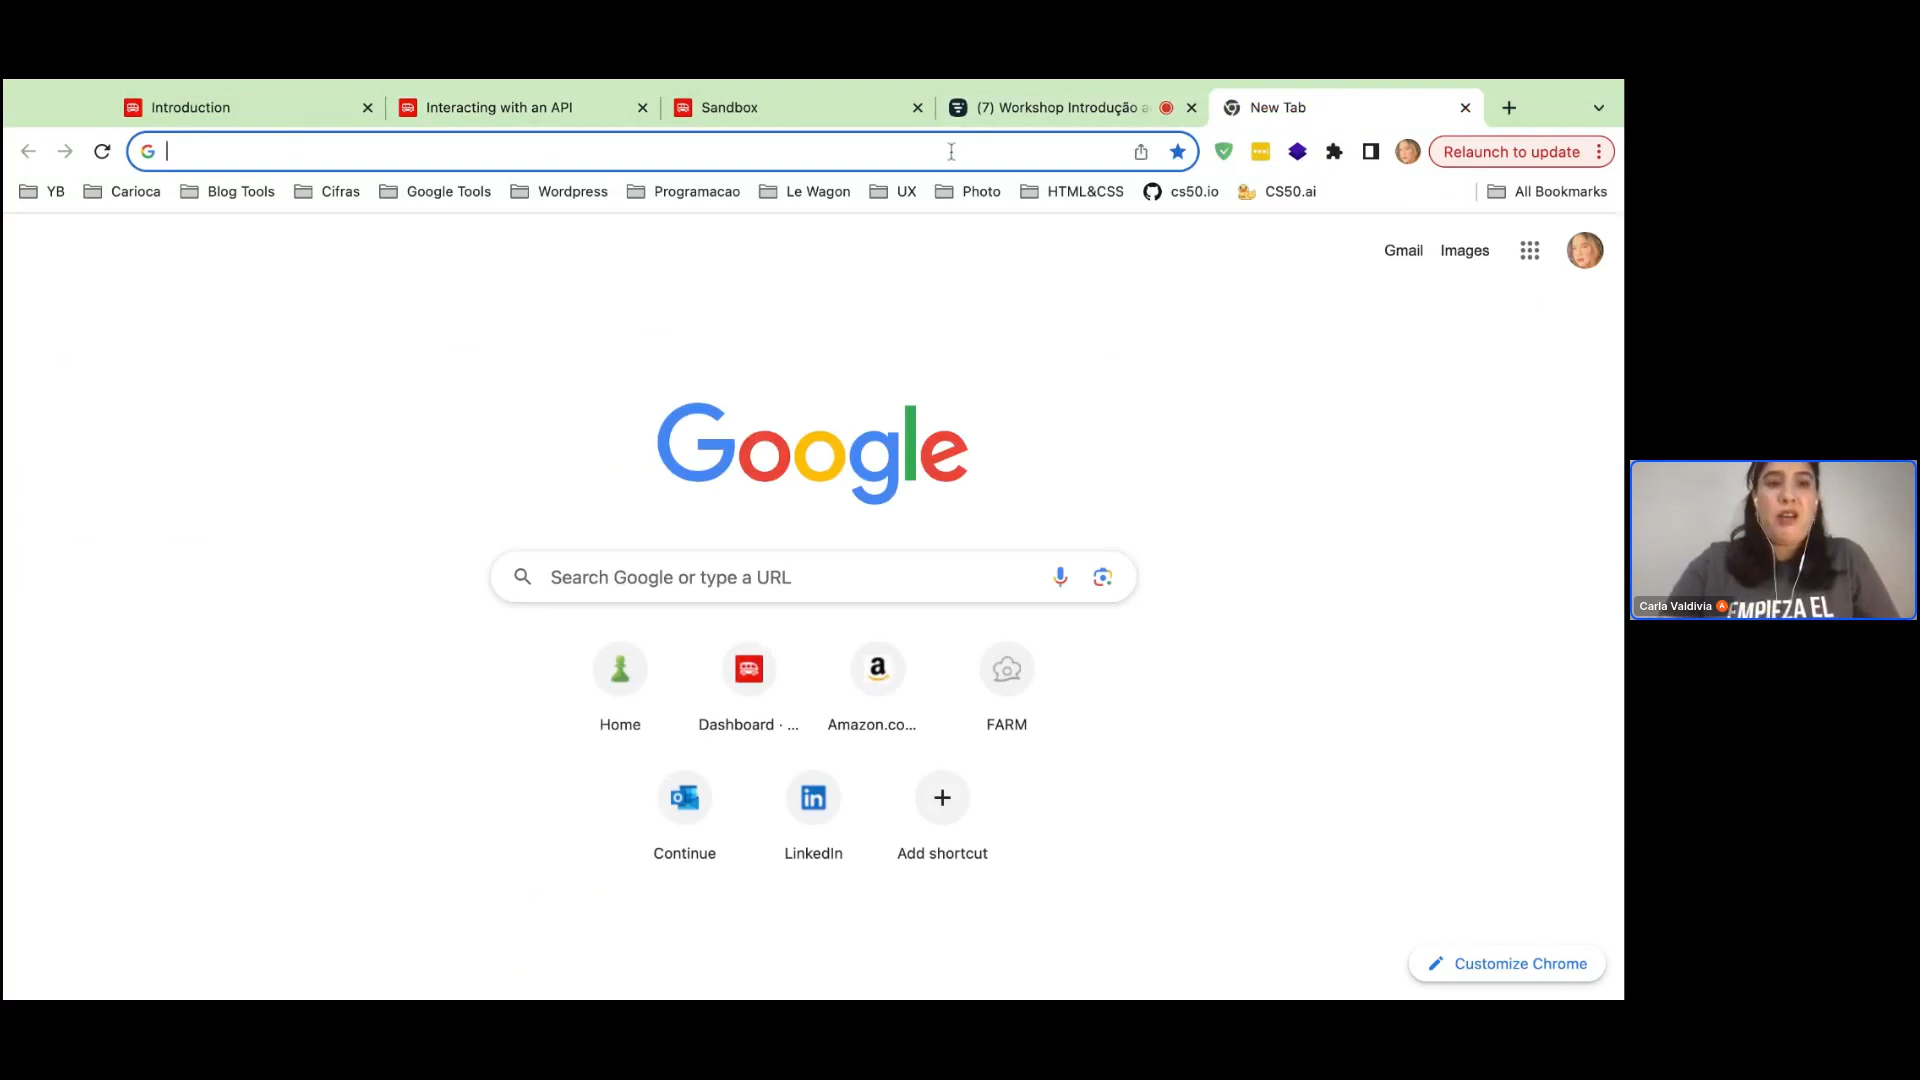 Introduction
Interacting with an API
Sandbox
(7) Workshop Introdução a
New Tab
Relaunch to update
YB
Carioca
Blog Tools
Cifras
Google Tools
Wordpress
Programacao
Le Wagon
UX
Photo
HTML&CSS
cs50.io
CS50.ai
All Bookmarks
Gmail
Images
Google
Search Google or type a URL
Home
Dashboard · ...
Amazon.co...
FARM
Continue
LinkedIn
Add shortcut
Customize Chrome
EMPIEZA EL
Carla Valdivia